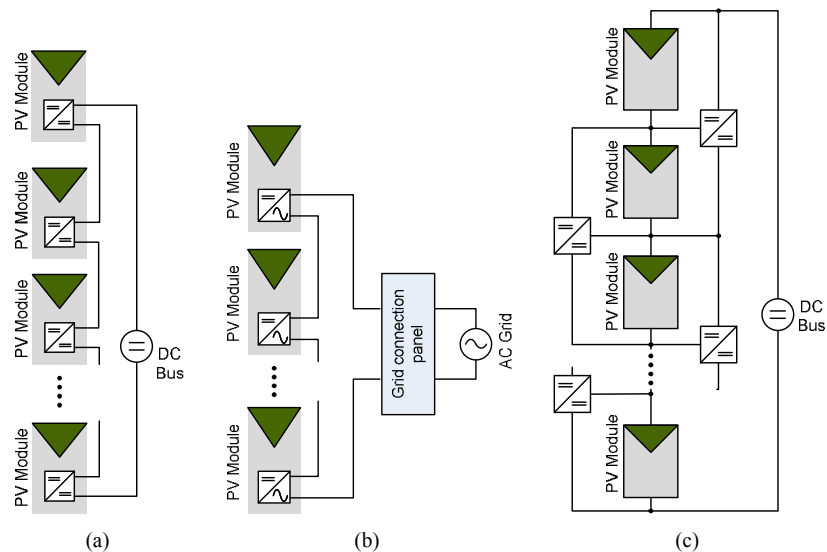 PV Module
PV Module
PV Module
PV Module
DC
Bus
(a)
PV Module
PV Module
PV Module
Grid connection
panel
AC Grid
(b)
PV Module
PV Module
PV Module
PV Module
DC
Bus
(c)